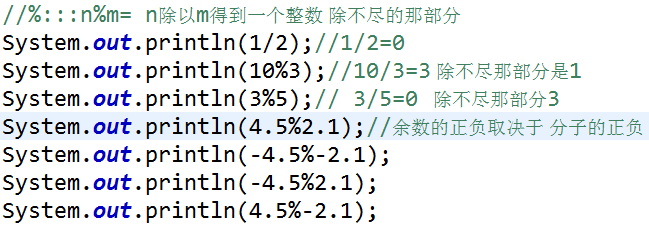 //%:::n%m= n除以m得到一个整数 除不尽的那部分
System.out.println(1/2);//1/2=0
System.out.println(10%3);//10/3=3 除不尽那部分是1
System.out.println(3%5);// 3/5=0 除不尽那部分3
System.out.println(4.5%2.1);//余数的正负取决于 分子的正负
System.out.println(-4.5%-2.1);
System.out.println(-4.5%2.1);
System.out.println(4.5%-2.1);